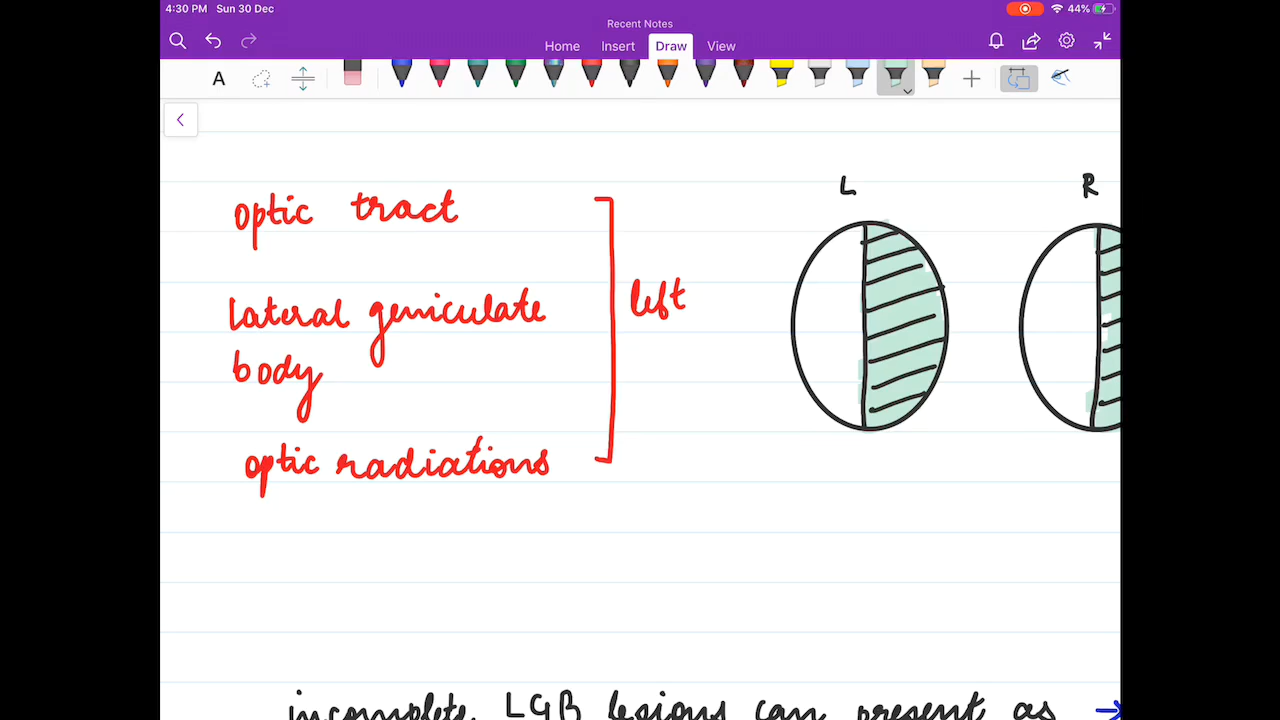 4:30 PM Sun 30 Dec
44%
Recent Notes
Home Insert Draw View
A
L R
optic tract
left
lateral geniculate
body
optic radiations
incomplete LGB lesions can present as →